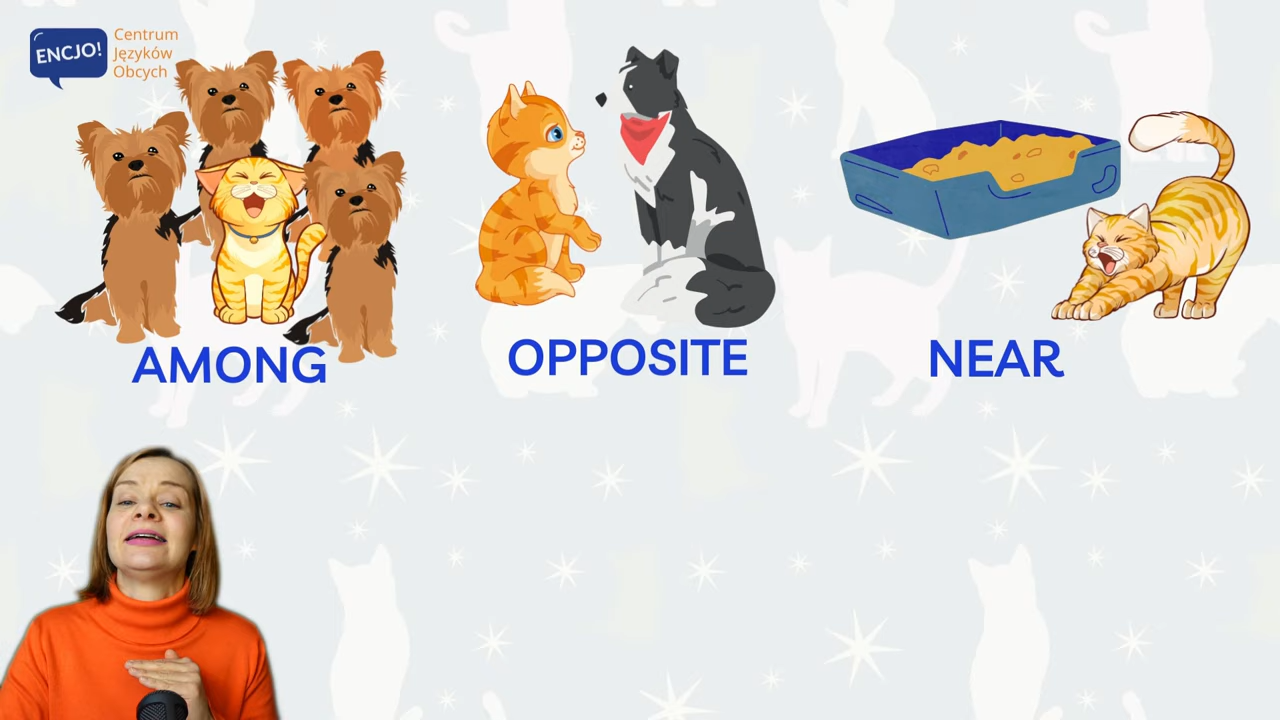 ENCJO!
Centrum
Języków
Obcych
AMONG
OPPOSITE
NEAR